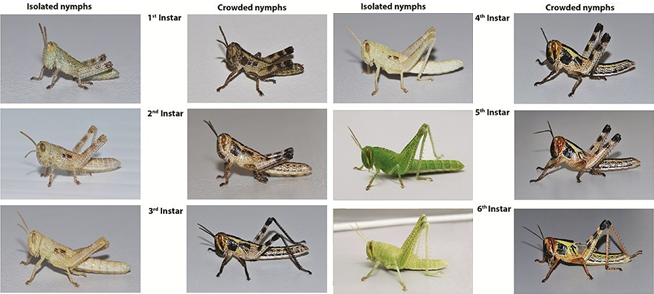 Isolated nymphs Crowded nymphs Isolated nymphs Crowded nymphs
1st Instar 4th Instar
2nd Instar 5th Instar
3rd Instar 6th Instar